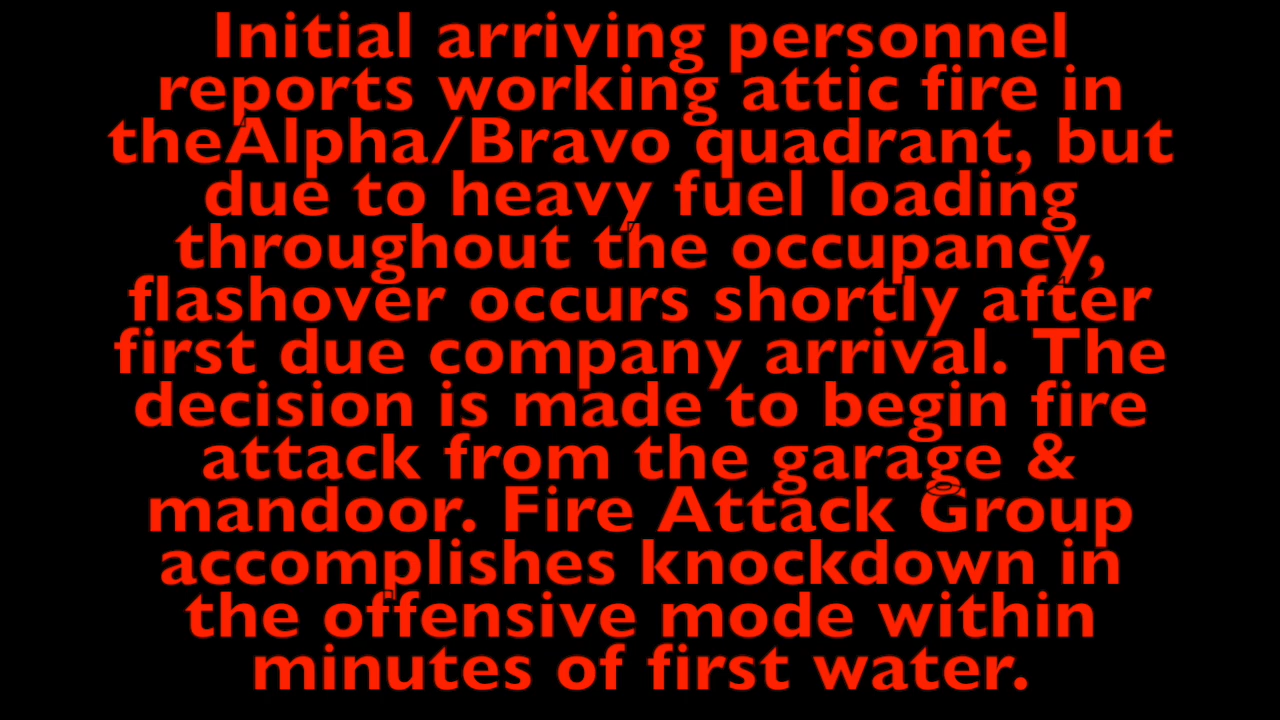 Initial arriving personnel
reports working attic fire in
theAlpha/Bravo quadrant, but
due to heavy fuel loading
throughout the occupancy,
flashover occurs shortly after
first due company arrival. The
decision is made to begin fire
attack from the garage &
mandoor. Fire Attack Group
accomplishes knockdown in
the offensive mode within
minutes of first water.